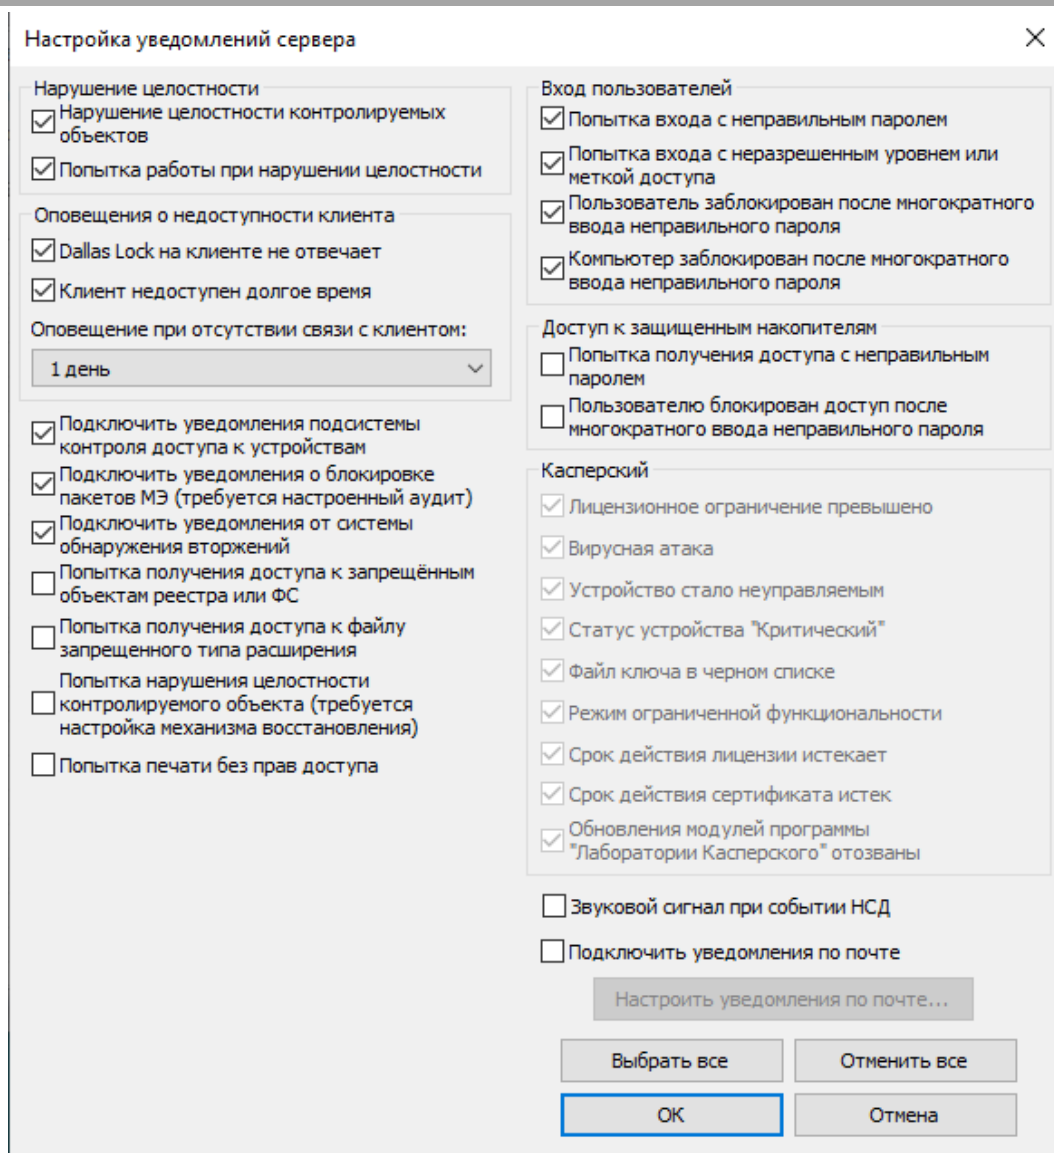 Настройка уведомлений сервера
Нарушение целостности
Нарушение целостности контролируемых
объектов
Попытка работы при нарушении целостности
Оповещения о недоступности клиента
Dallas Lock на клиенте не отвечает
Клиент недоступен долгое время
Оповещение при отсутствии связи с клиентом:
1 день
Подключить уведомления подсистемы
контроля доступа к устройствам
Подключить уведомления о блокировке
пакетов МЭ (требуется настроенный аудит)
Подключить уведомления от системы
обнаружения вторжений
Попытка получения доступа к запрещённым
объектам реестра или ФС
Попытка получения доступа к файлу
запрещенного типа расширения
Попытка нарушения целостности
контролируемого объекта (требуется
настройка механизма восстановления)
Попытка печати без прав доступа
Вход пользователей
Попытка входа с неправильным паролем
Попытка входа с неразрешенным уровнем или
меткой доступа
Пользователь заблокирован после многократного
ввода неправильного пароля
Компьютер заблокирован после многократного
ввода неправильного пароля
Доступ к защищенным накопителям
Попытка получения доступа с неправильным
паролем
Пользователю блокирован доступ после
многократного ввода неправильного пароля
Касперский
Лицензионное ограничение превышено
Вирусная атака
Устройство стало неуправляемым
Статус устройства "Критический"
Файл ключа в черном списке
Режим ограниченной функциональности
Срок действия лицензии истекает
Срок действия сертификата истек
Обновления модулей программы
"Лаборатории Касперского" отозваны
Звуковой сигнал при событии НСД
Подключить уведомления по почте
Настроить уведомления по почте...
Выбрать все
Отменить все
ОК
Отмена